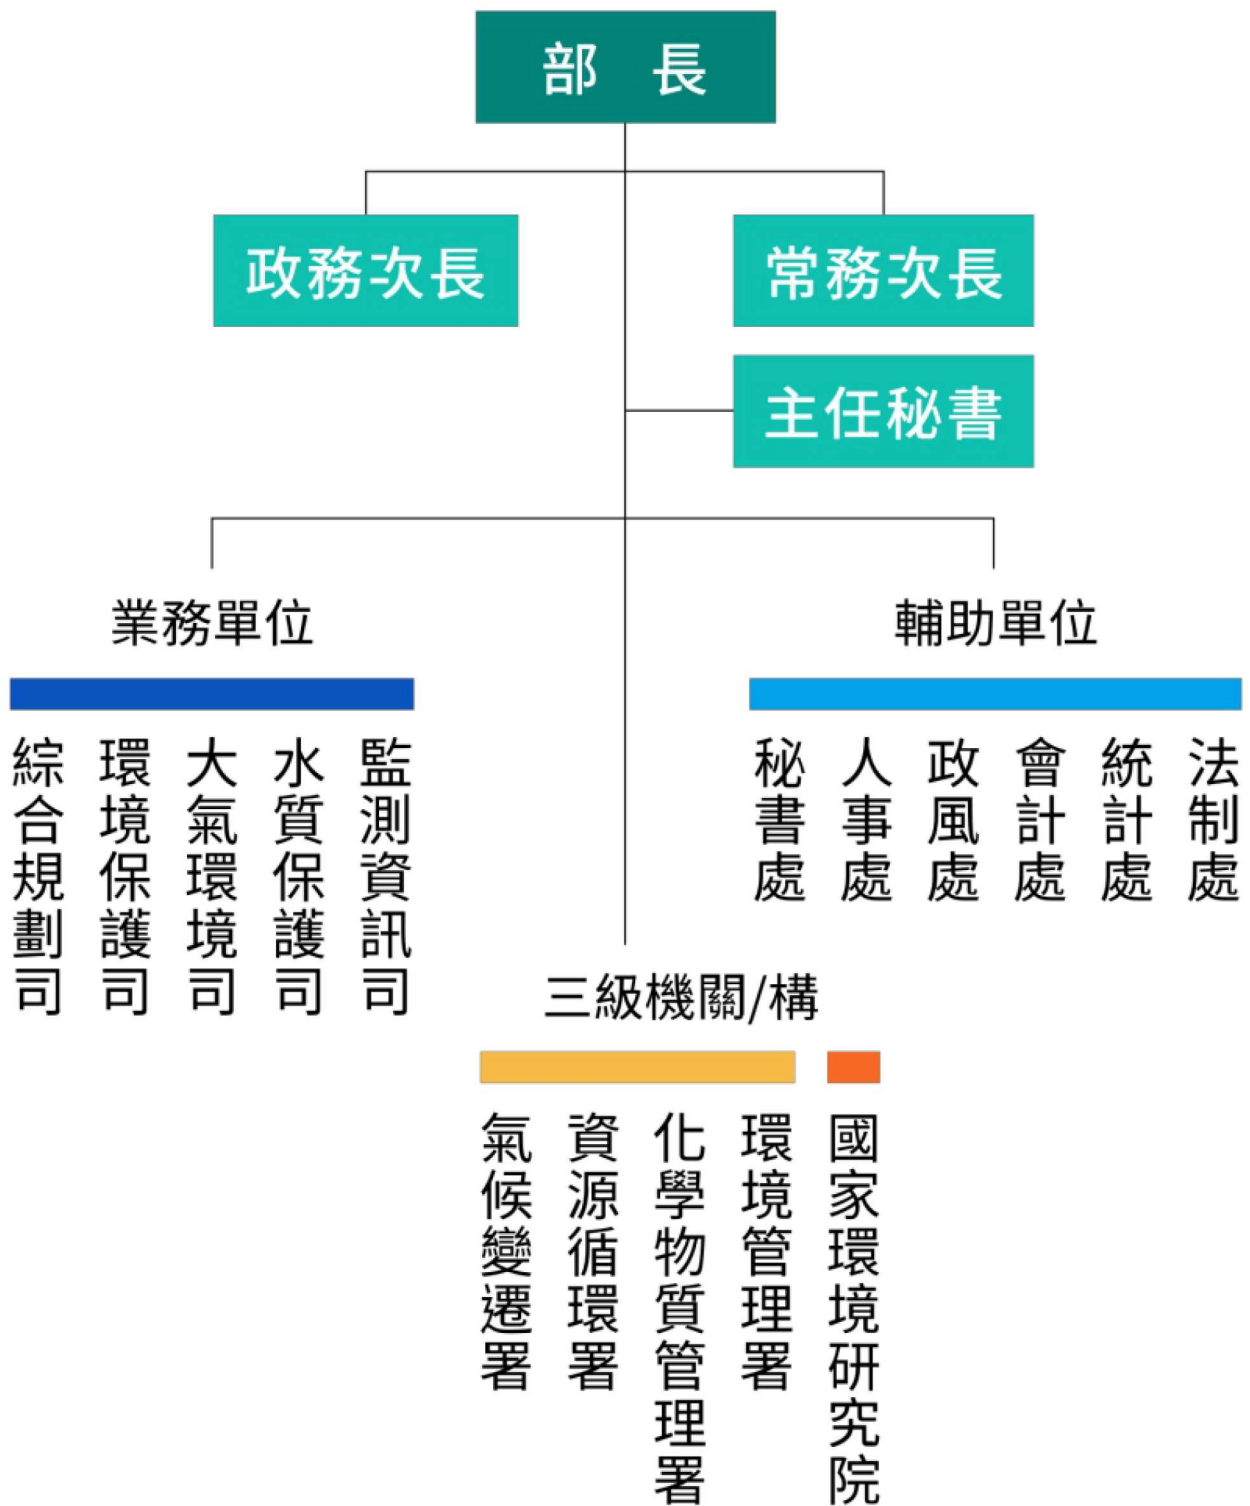 部　長
政務次長
常務次長
主任秘書
業務單位
輔助單位
綜合規劃司
環境保護司
大氣環境司
水質保護司
監測資訊司
秘書處
人事處
政風處
會計處
統計處
法制處
三級機關/構
氣候變遷署
資源循環署
化學物質管理署
環境管理署
國家環境研究院